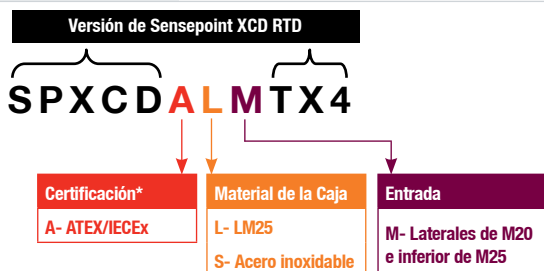 Versión de Sensepoint XCD RTD
SPXCDALMTX4
Certificación*
A- ATEX/IECEx
Material de la Caja
L- LM25
S- Acero inoxidable
Entrada
M- Laterales de M20
e inferior de M25